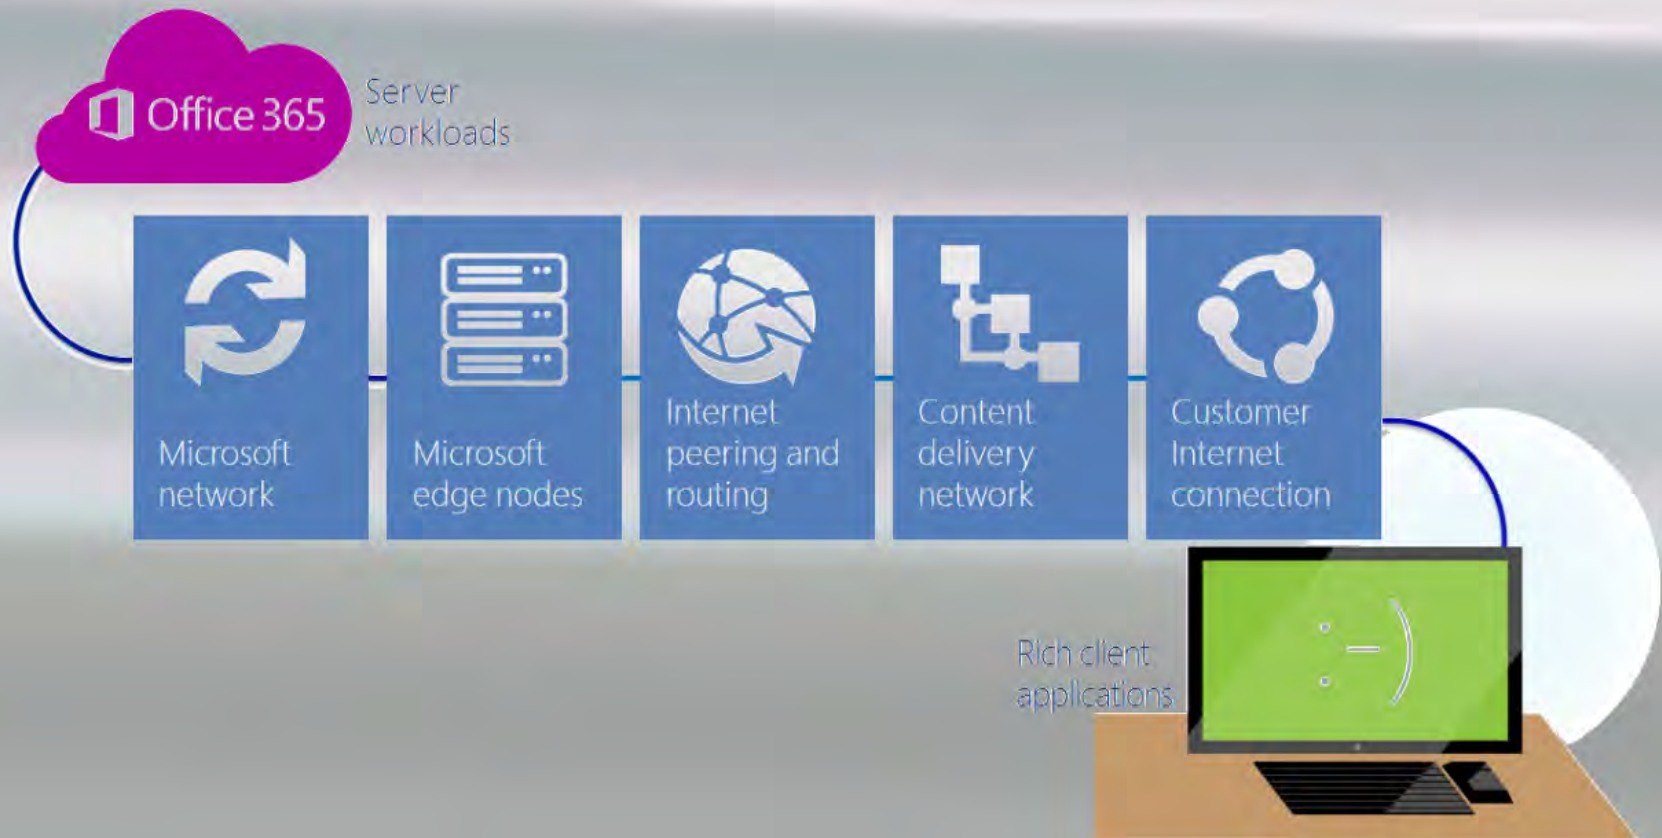 Office 365
Server
workloads
Microsoft
network
Microsoft
edge nodes
Internet
peering and
routing
Content
delivery
network
Customer
Internet
connection
Rich client
applications
:-)